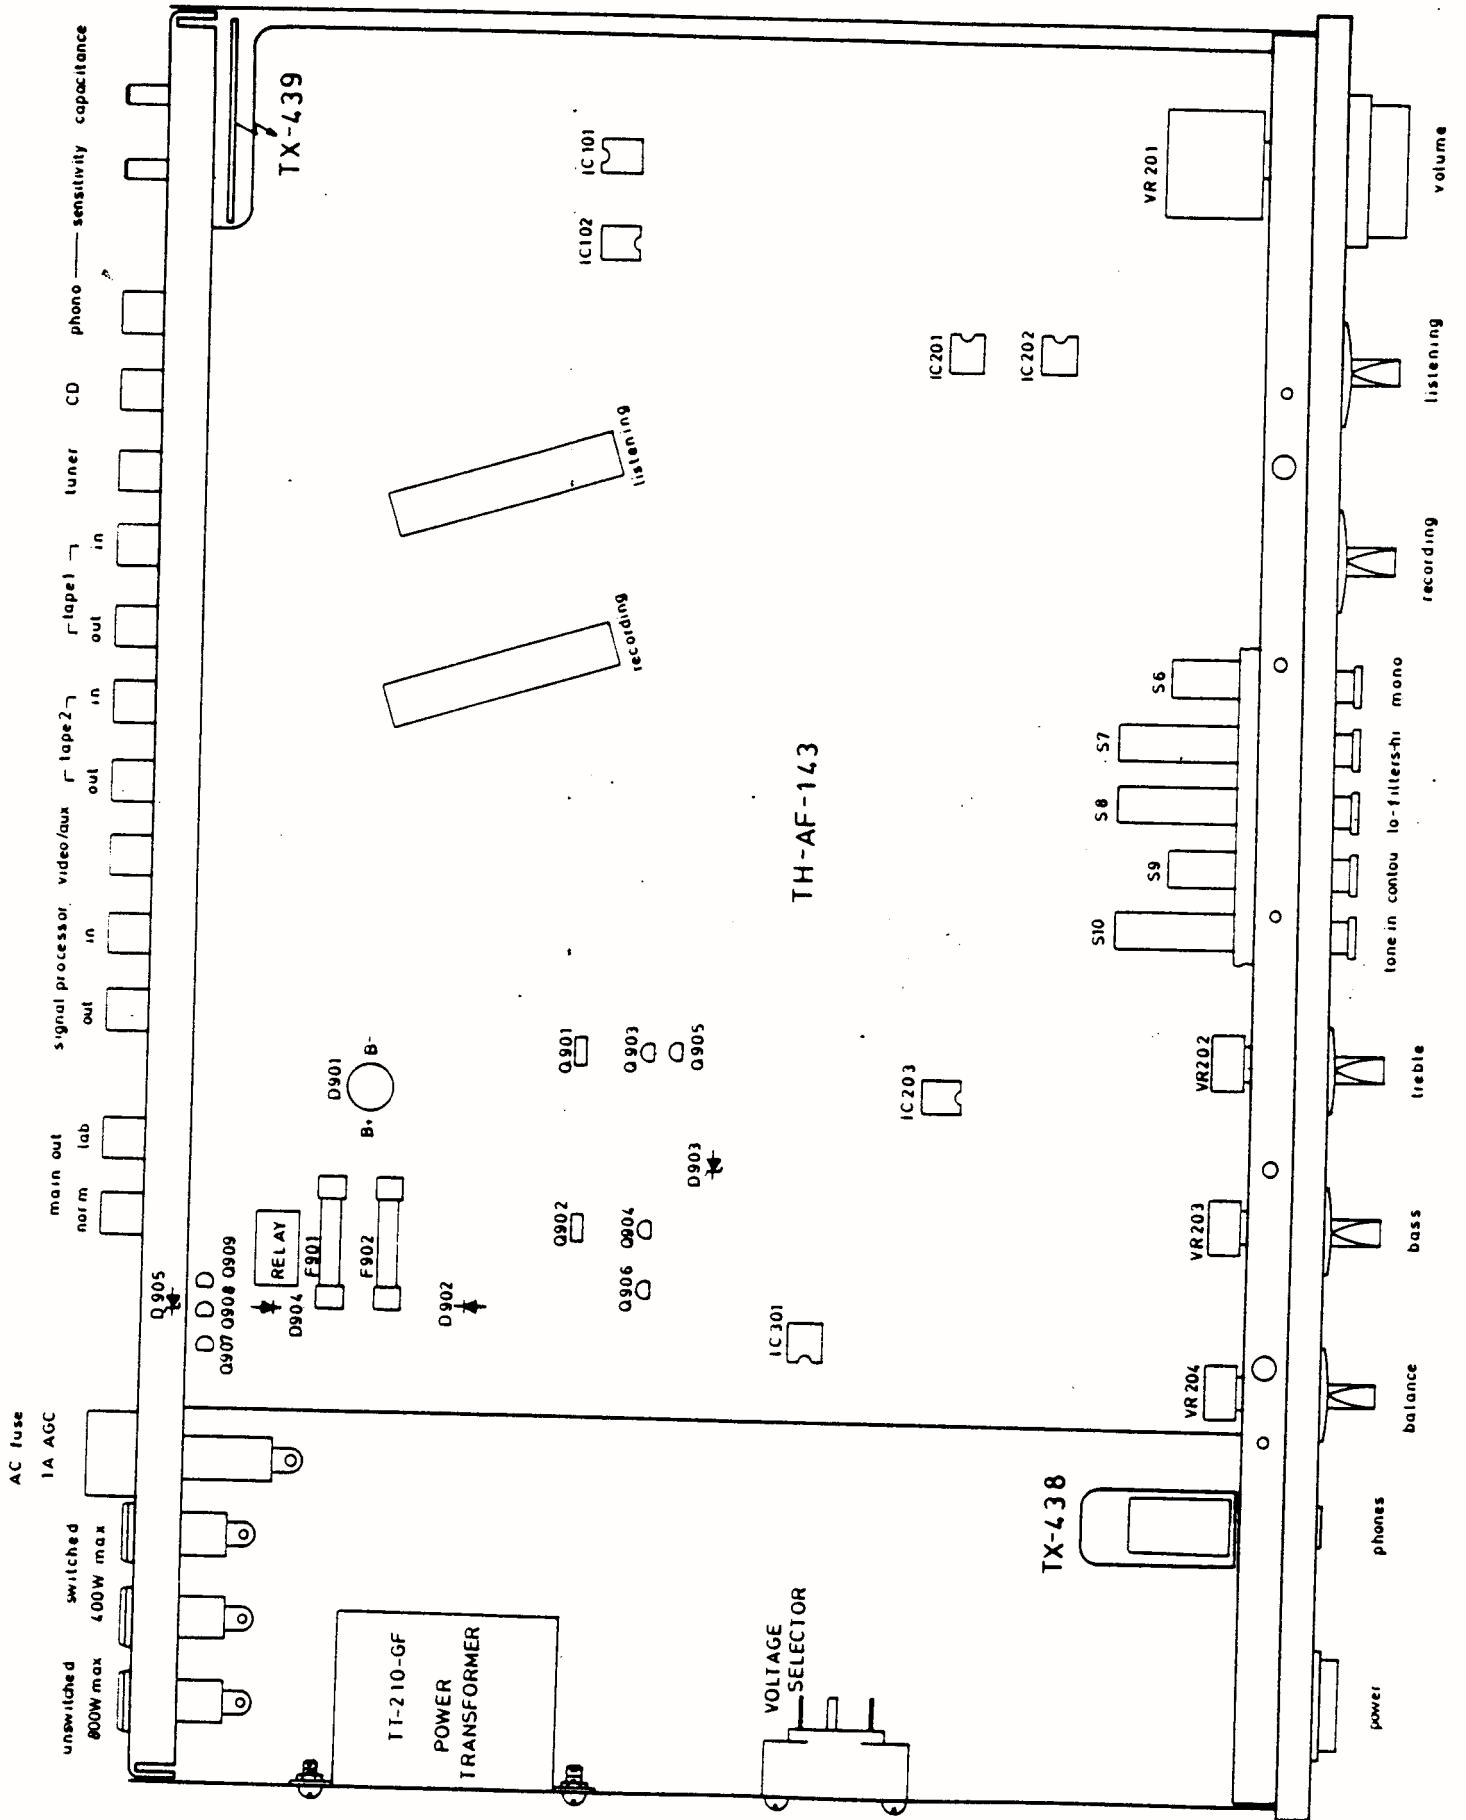 AC fuse
1A AGC
unswitched
800W max
switched
400W max
main out
norm
lab
signal processor
out
in
video/aux
tape2
out
in
tape1
out
in
tuner
CD
phono
sensitivity
capacitance
TX-439
D905
Q907
Q908
Q909
RELAY
D904
F901
F902
D901
B+
B-
D902
Q901
Q902
Q903
Q904
Q905
Q906
D903
recording
listening
IC101
IC102
IC201
IC202
IC203
IC301
TH-AF-143
TT-210-GF
POWER
TRANSFORMER
VOLTAGE
SELECTOR
TX-438
VR204
VR203
VR202
S10
S9
S8
S7
S6
VR201
power
phones
balance
bass
treble
tone in
contou
lo-filters-hi
mono
recording
listening
volume